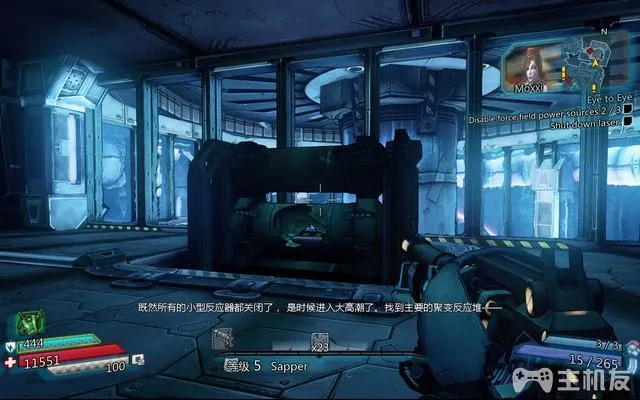 N
Moxxi
Eye to Eye
Disable force field power sources 2 / 3
Shut down laser
既然所有的小型反应器都关闭了，是时候进入大高潮了。找到主要的聚变反应堆——
x23
444
11551
100
等级 5 Sapper
3 / 3
15 / 265
主机友